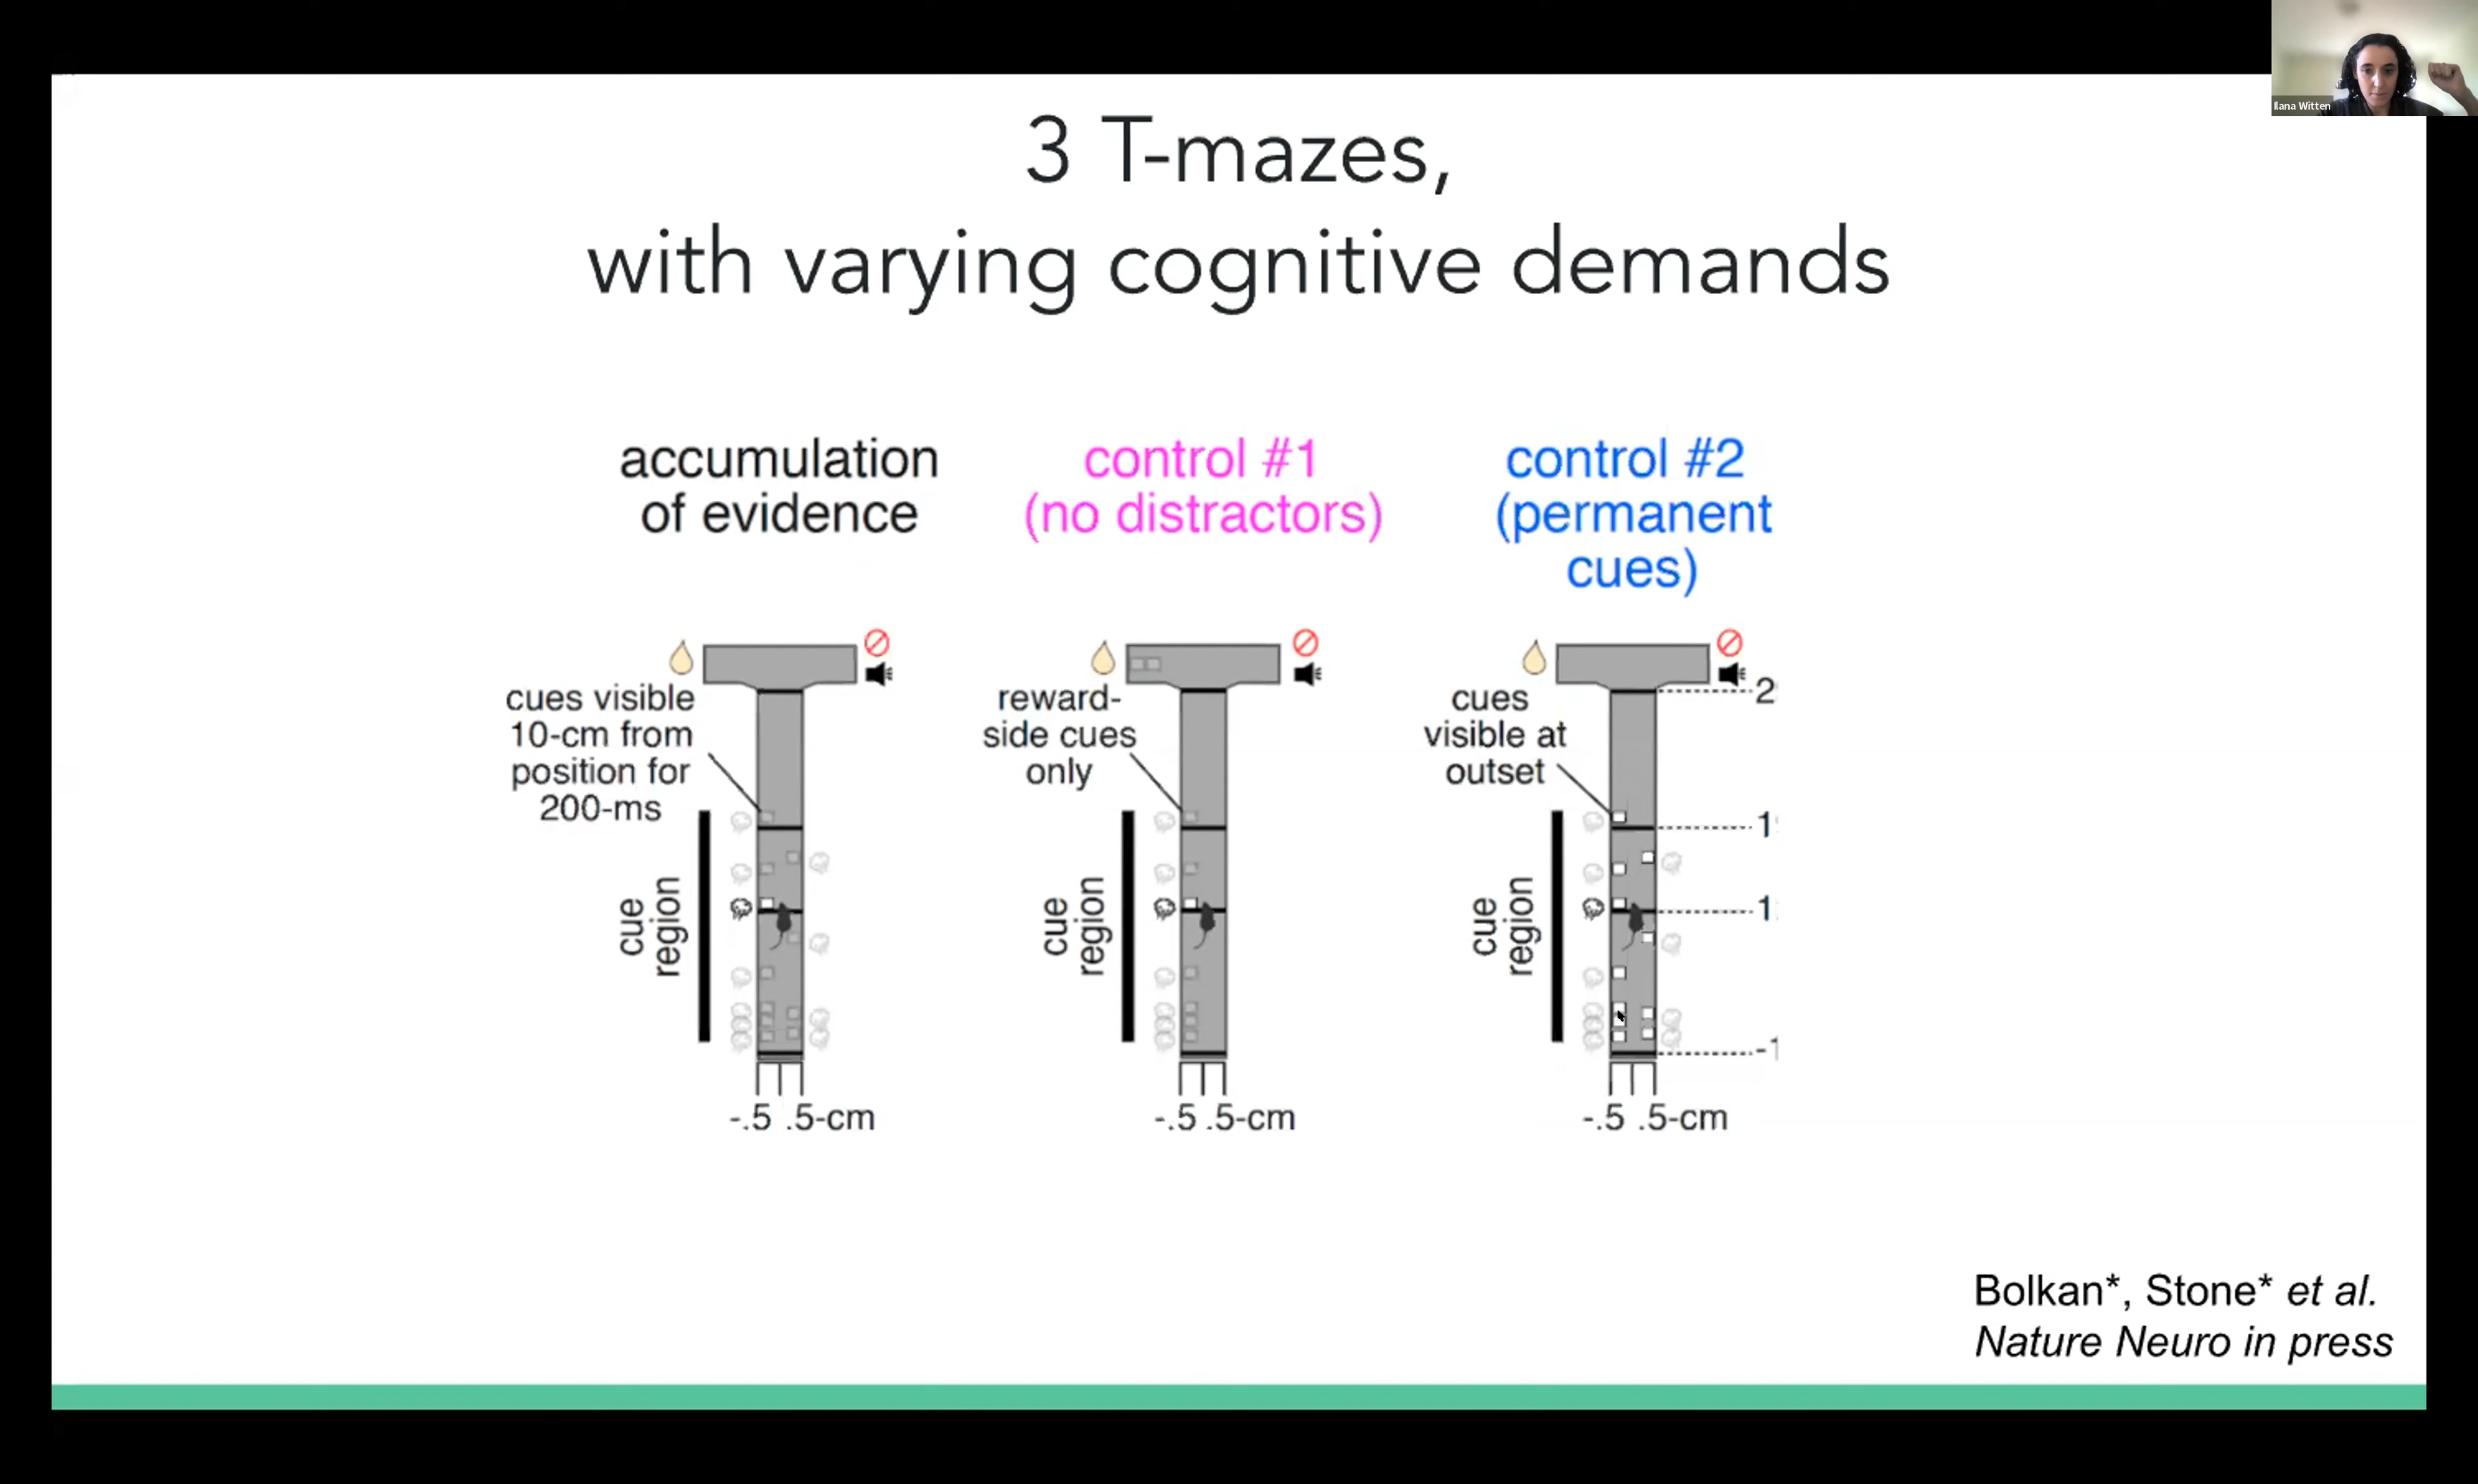 Ilana Witten
3 T-mazes,
with varying cognitive demands
accumulation
of evidence
control #1
(no distractors)
control #2
(permanent
cues)
cues visible
10-cm from
position for
200-ms
cue
region
-.5 .5-cm
reward-
side cues
only
cue
region
-.5 .5-cm
cues
visible at
outset
cue
region
2
1
1
-1
-.5 .5-cm
Bolkan*, Stone* et al.
Nature Neuro in press